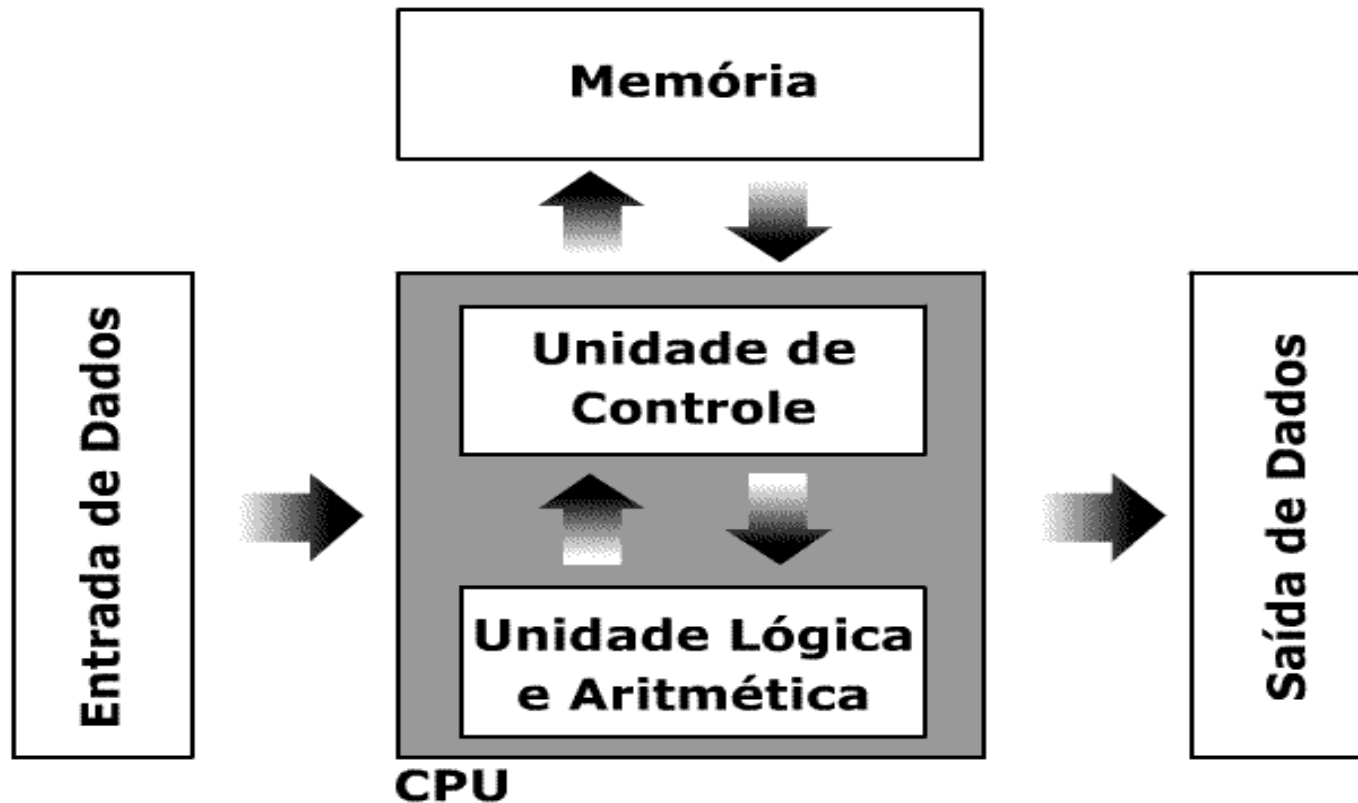 Memória
Entrada de Dados
Unidade de
Controle
Unidade Lógica
e Aritmética
CPU
Saída de Dados